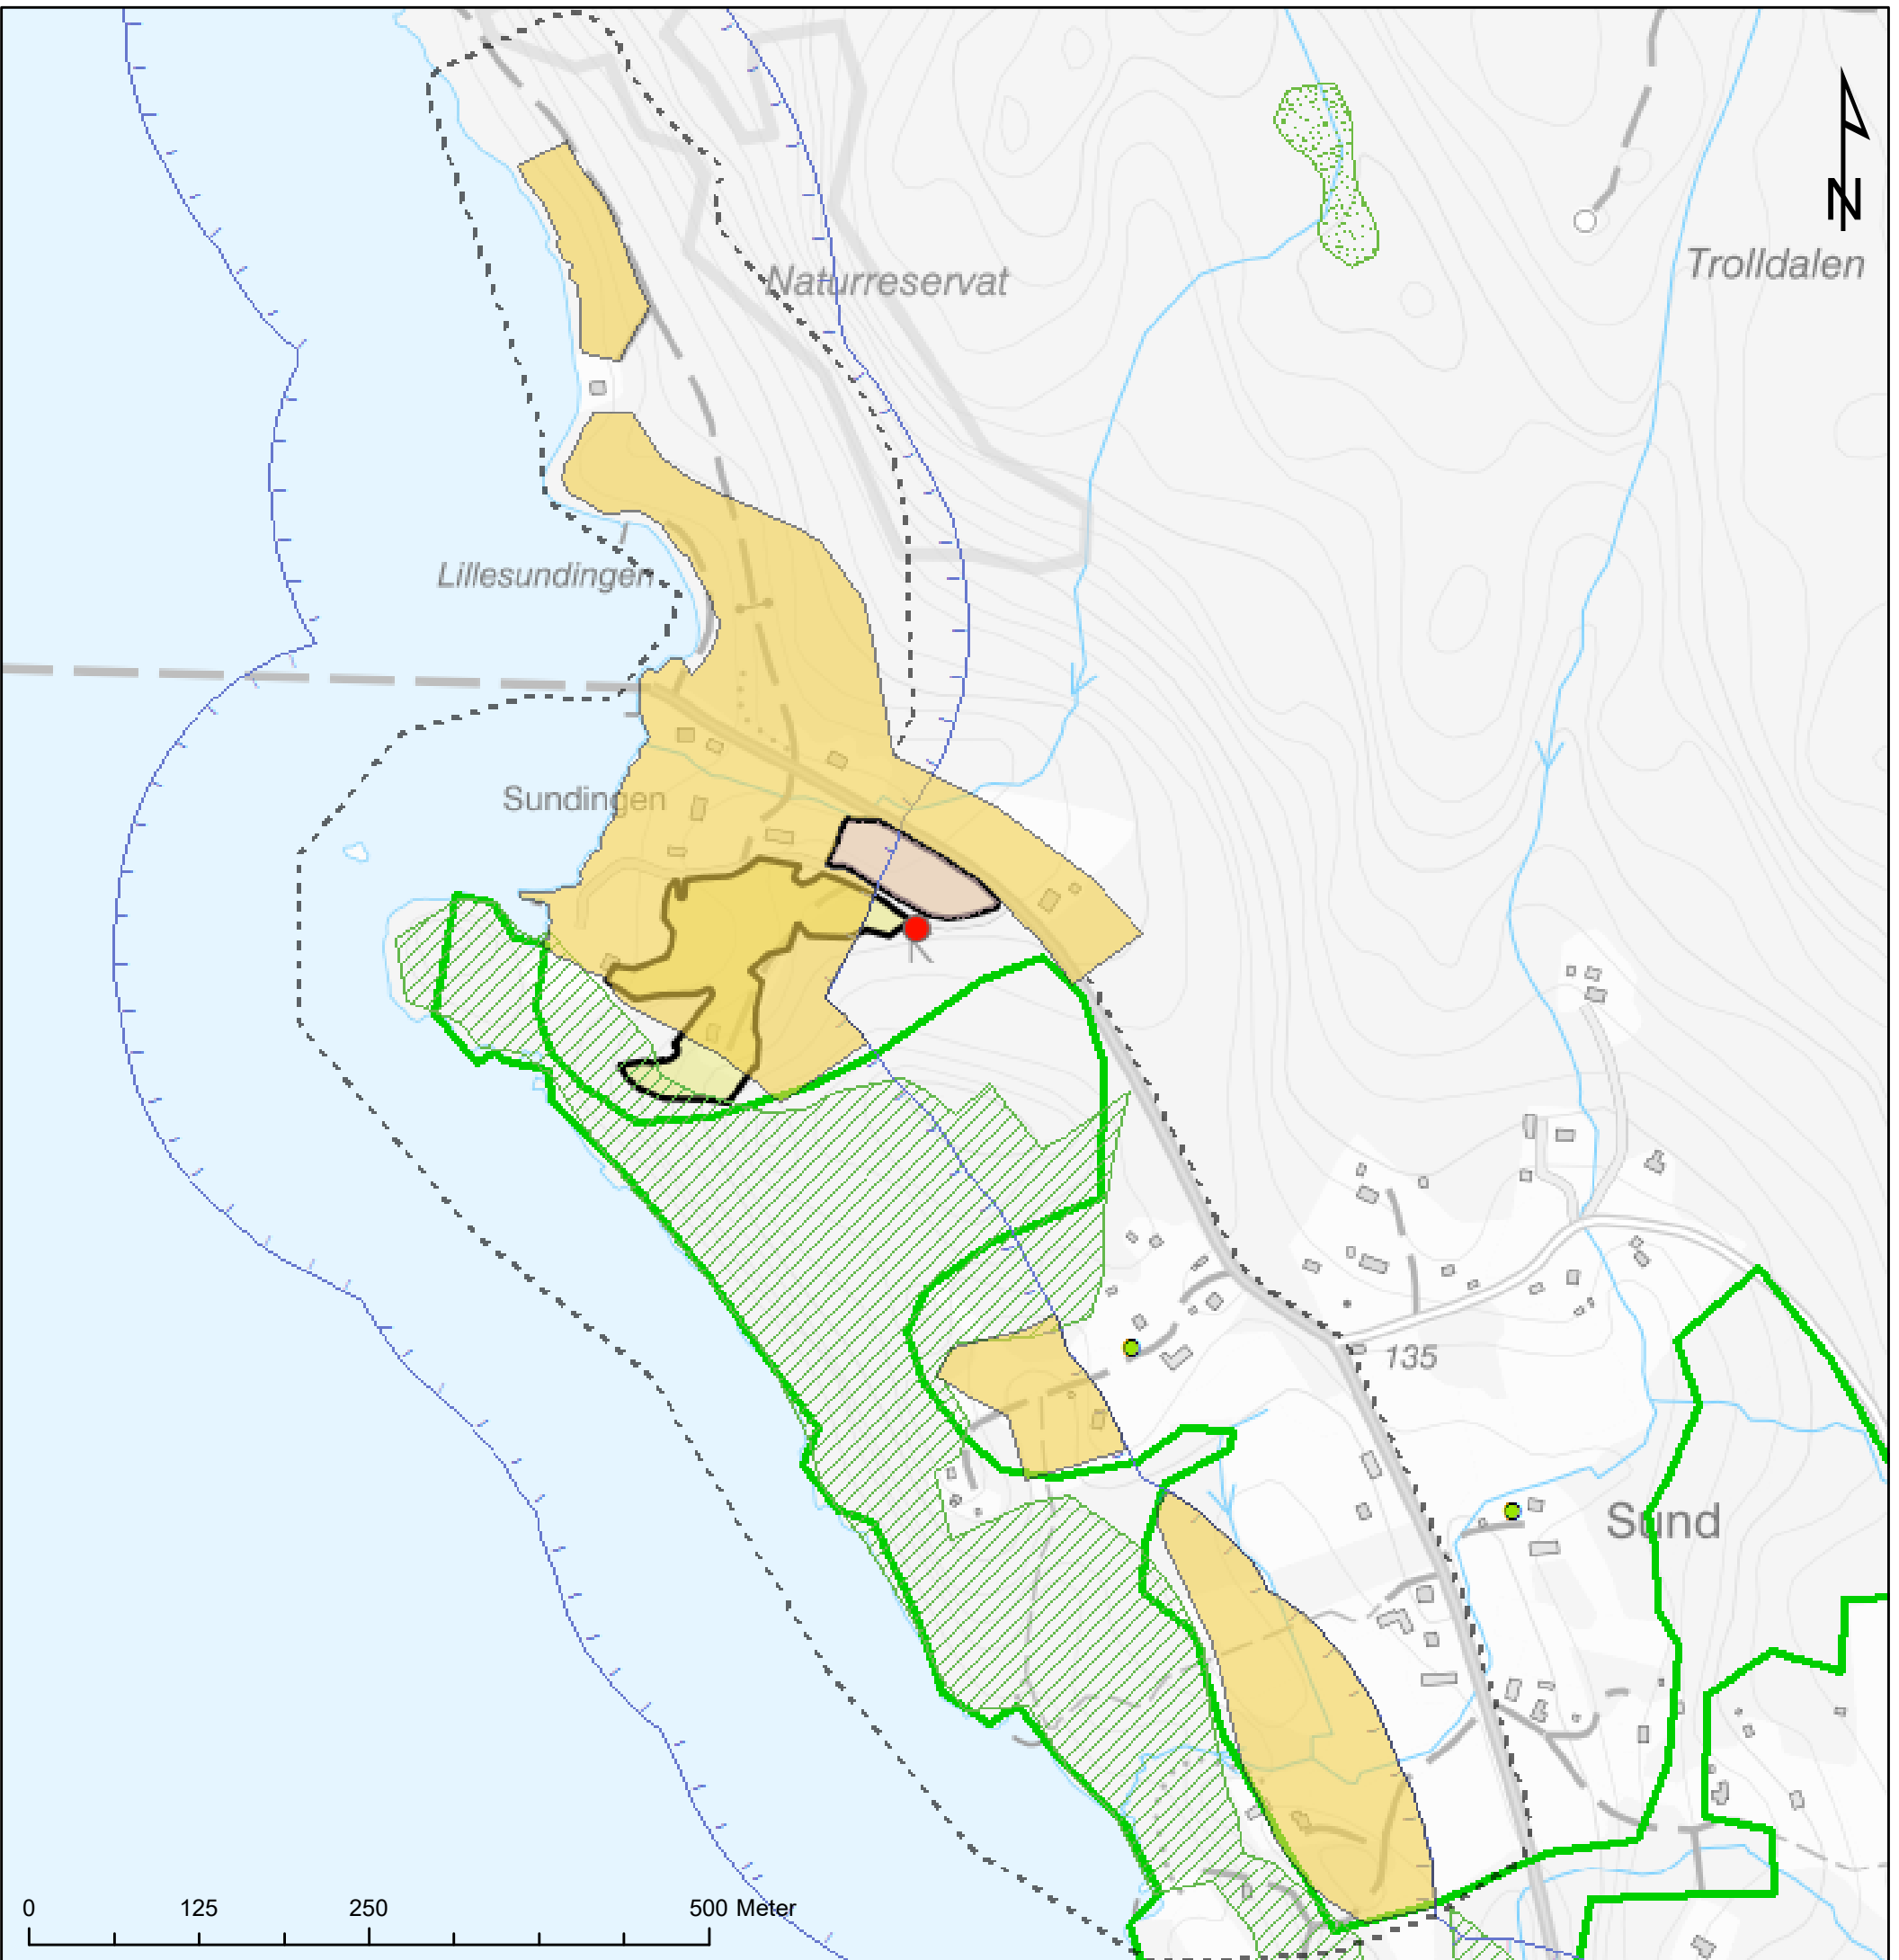 N
Trolldalen
Naturreservat
Lillesundingen
Sundingen
135
Sund
0 125 250 500 Meter